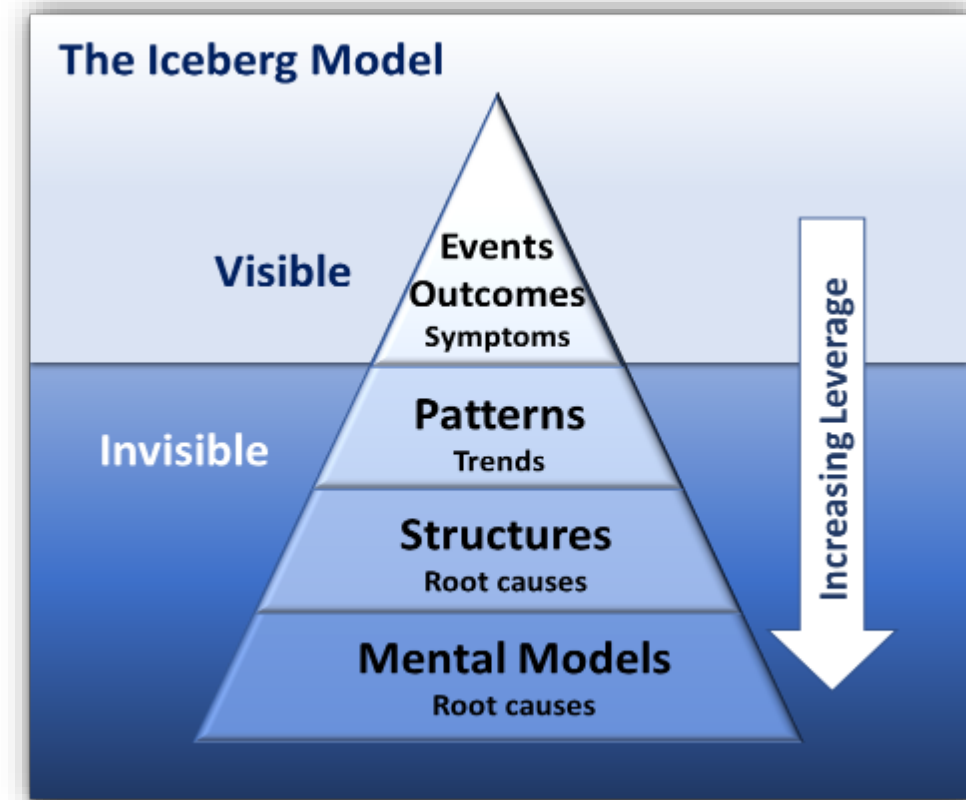 The Iceberg Model
Visible
Events
Outcomes
Symptoms
Invisible
Patterns
Trends
Structures
Root causes
Mental Models
Root causes
Increasing Leverage